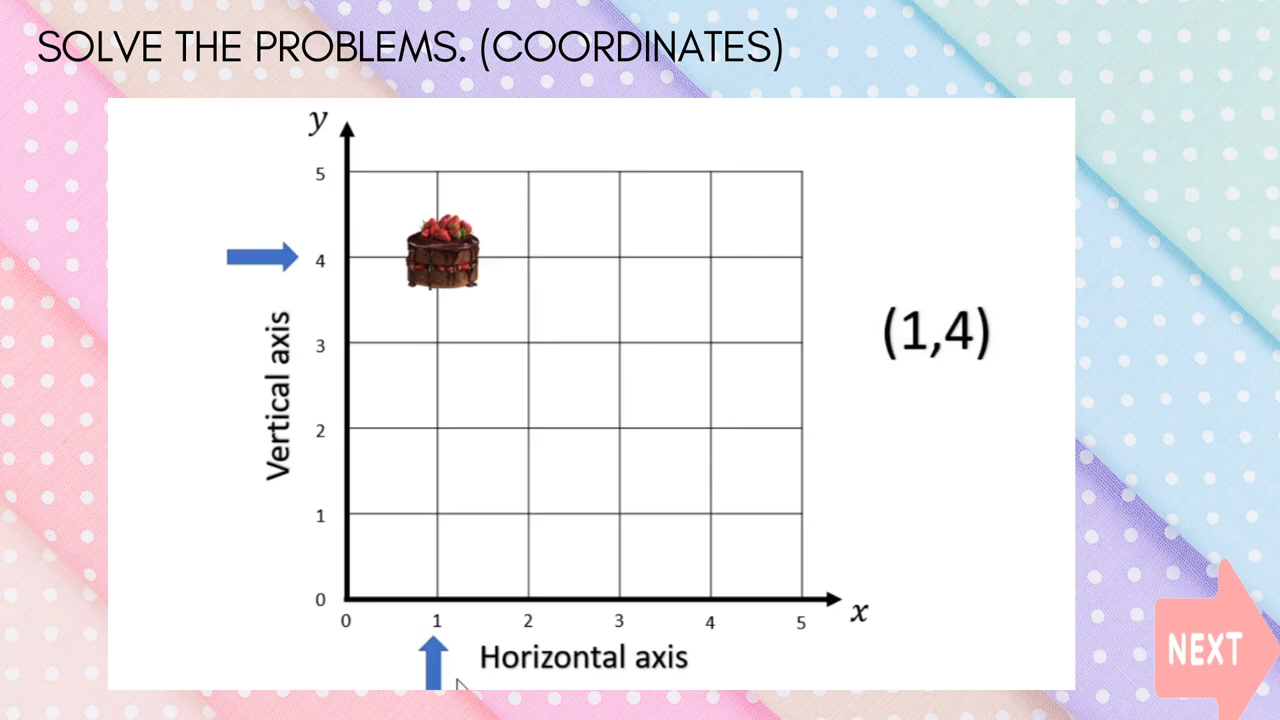 SOLVE THE PROBLEMS. (COORDINATES)
y
5
4
3
2
1
0
Vertical axis
(1,4)
0 1 2 3 4 5
x
Horizontal axis
NEXT